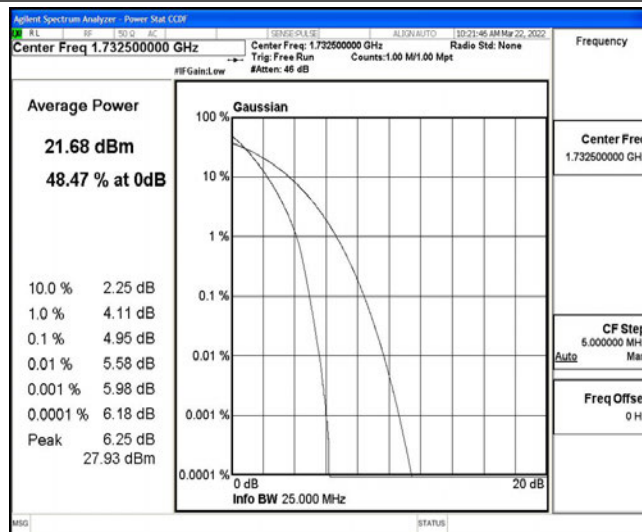 Agilent Spectrum Analyzer - Power Stat CCDF
RL RF 50 Ω AC SENSE:PULSE ALIGN AUTO 10:21:46 AM Mar 22, 2022
Center Freq 1.732500000 GHz
Center Freq: 1.732500000 GHz Radio Std: None
Trig: Free Run Counts:1.00 M/1.00 Mpt
#IFGain:Low #Atten: 46 dB
Frequency
Average Power
21.68 dBm
48.47 % at 0dB
10.0 % 2.25 dB
1.0 % 4.11 dB
0.1 % 4.95 dB
0.01 % 5.58 dB
0.001 % 5.98 dB
0.0001 % 6.18 dB
Peak 6.25 dB
27.93 dBm
Gaussian
100 %
10 %
1 %
0.1 %
0.01 %
0.001 %
0.0001 %
0 dB 20 dB
Info BW 25.000 MHz
Center Fre
1.732500000 GH
CF Step
5.000000 MH
Auto Ma
Freq Offse
0 H
MSG STATUS